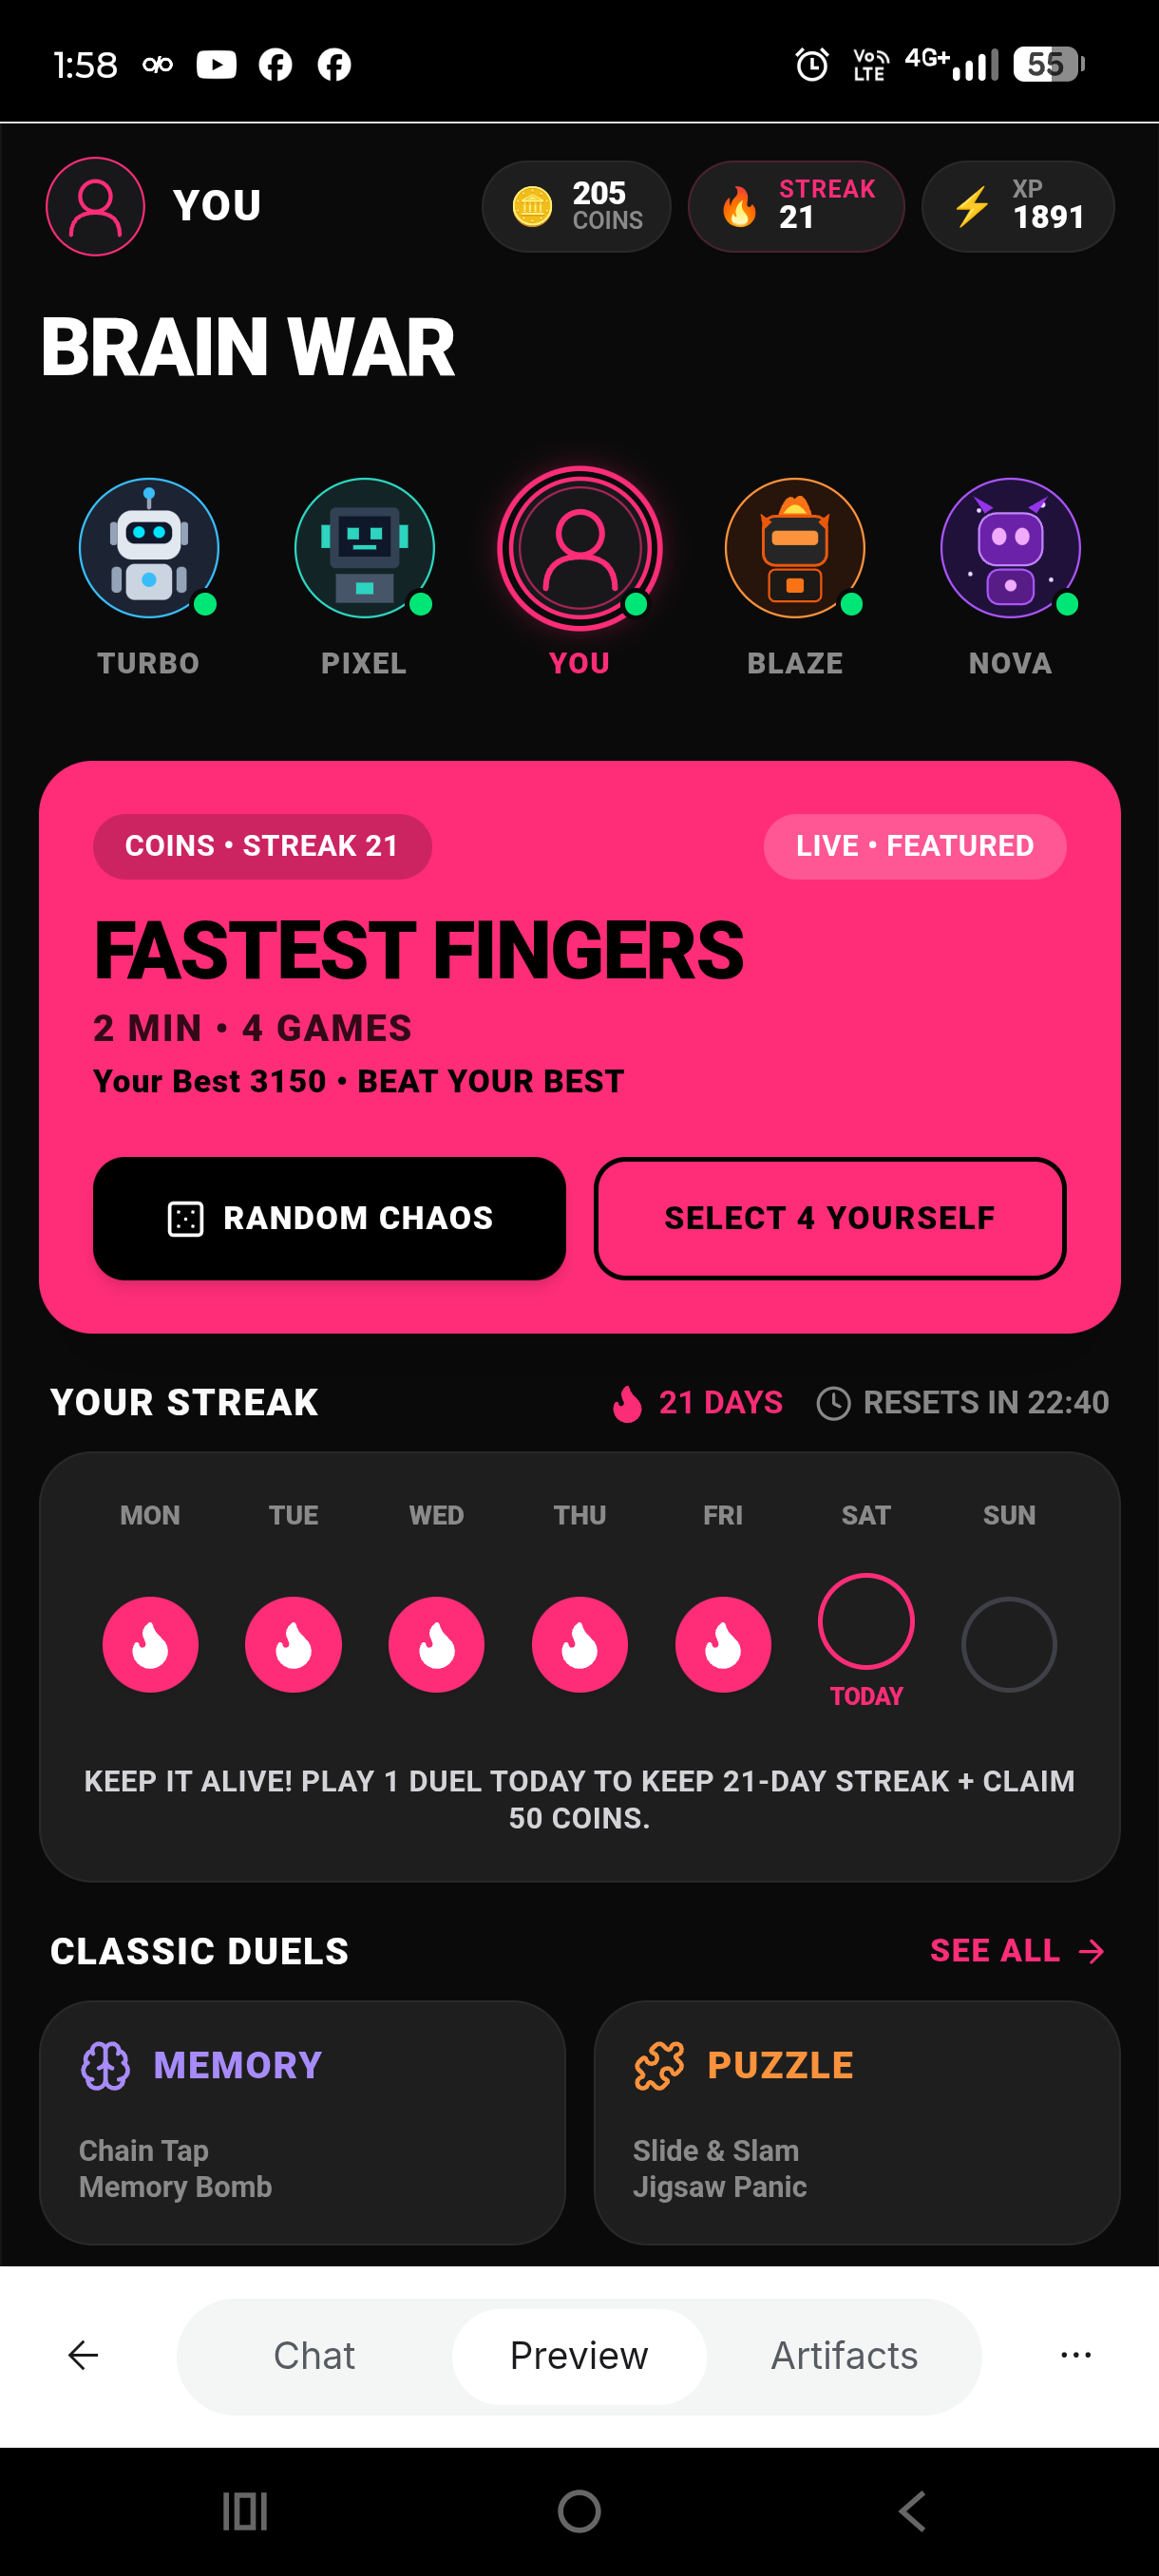 1:58
VoLTE 4G+ 55
YOU
205
COINS
STREAK
21
XP
1891
BRAIN WAR
TURBO
PIXEL
YOU
BLAZE
NOVA
COINS • STREAK 21
LIVE • FEATURED
FASTEST FINGERS
2 MIN • 4 GAMES
Your Best 3150 • BEAT YOUR BEST
RANDOM CHAOS
SELECT 4 YOURSELF
YOUR STREAK
21 DAYS
RESETS IN 22:40
MON TUE WED THU FRI SAT SUN
TODAY
KEEP IT ALIVE! PLAY 1 DUEL TODAY TO KEEP 21-DAY STREAK + CLAIM
50 COINS.
CLASSIC DUELS
SEE ALL →
MEMORY
Chain Tap
Memory Bomb
PUZZLE
Slide & Slam
Jigsaw Panic
Chat
Preview
Artifacts